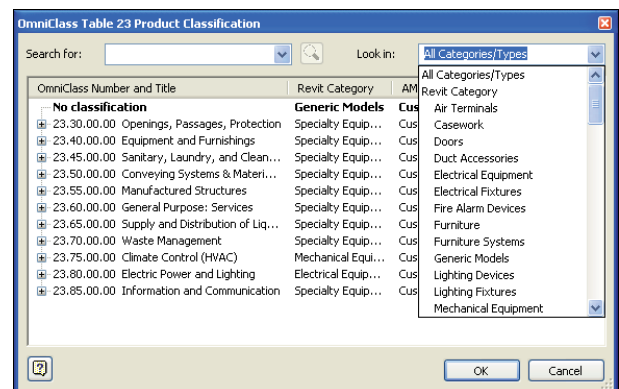 OmniClass Table 23 Product Classification
Search for:
Look in: All Categories/Types
All Categories/Types
Revit Category
Air Terminals
Casework
Doors
Duct Accessories
Electrical Equipment
Electrical Fixtures
Fire Alarm Devices
Furniture
Furniture Systems
Generic Models
Lighting Devices
Lighting Fixtures
Mechanical Equipment
OmniClass Number and Title Revit Category AM
No classification Generic Models Cus
23.30.00.00 Openings, Passages, Protection Specialty Equip... Cus
23.40.00.00 Equipment and Furnishings Specialty Equip... Cus
23.45.00.00 Sanitary, Laundry, and Clean... Specialty Equip... Cus
23.50.00.00 Conveying Systems & Materi... Specialty Equip... Cus
23.55.00.00 Manufactured Structures Specialty Equip... Cus
23.60.00.00 General Purpose: Services Specialty Equip... Cus
23.65.00.00 Supply and Distribution of Liq... Specialty Equip... Cus
23.70.00.00 Waste Management Specialty Equip... Cus
23.75.00.00 Climate Control (HVAC) Mechanical Equi... Cus
23.80.00.00 Electric Power and Lighting Electrical Equip... Cus
23.85.00.00 Information and Communication Specialty Equip... Cus
?
OK Cancel